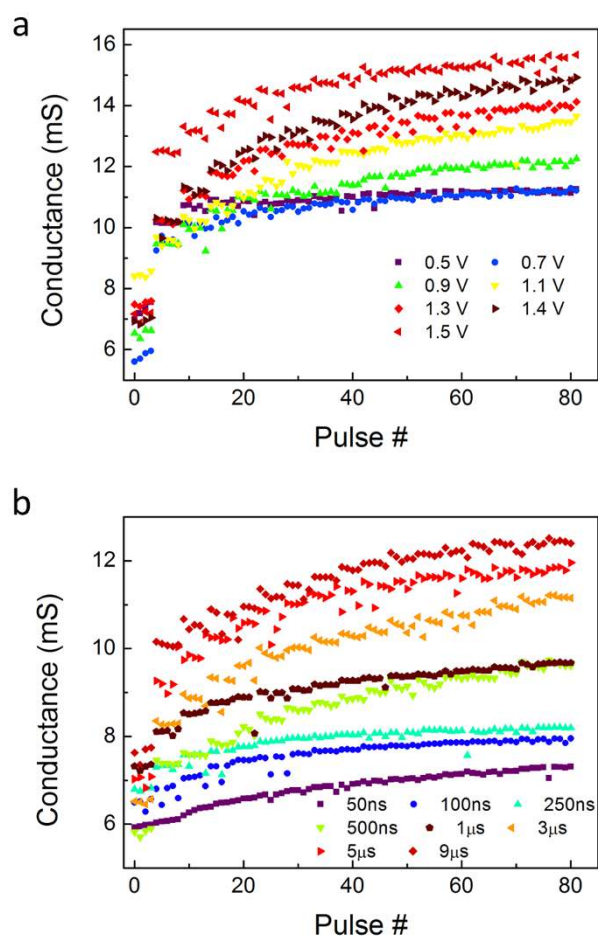 a
16
14
12
10
8
6
Conductance (mS)
0.5 V 0.7 V
0.9 V 1.1 V
1.3 V 1.4 V
1.5 V
0 20 40 60 80
Pulse #
b
12
10
8
6
Conductance (mS)
50ns 100ns 250ns
500ns 1μs 3μs
5μs 9μs
0 20 40 60 80
Pulse #